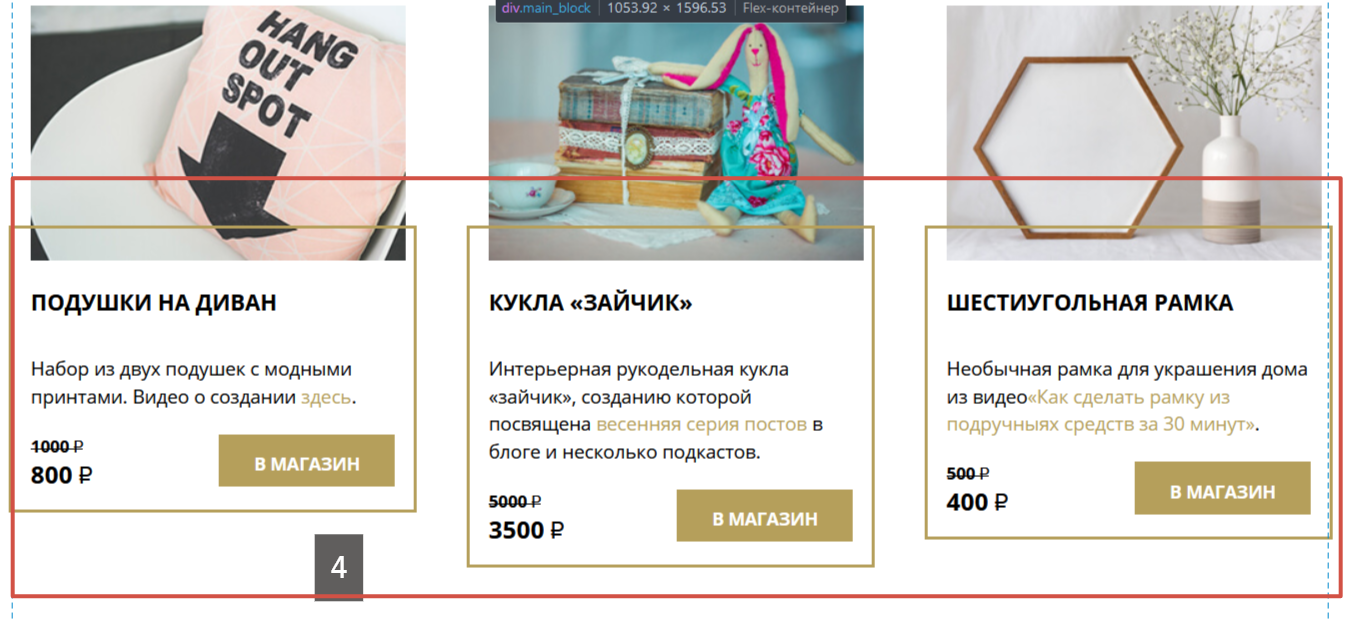 div.main_block 1053.92 × 1596.53 Flex-контейнер
HANG
OUT
SPOT
ПОДУШКИ НА ДИВАН
Набор из двух подушек с модными
принтами. Видео о создании здесь.
1000 ₽
800 ₽
В МАГАЗИН
КУКЛА «ЗАЙЧИК»
Интерьерная рукодельная кукла
«зайчик», созданию которой
посвящена весенняя серия постов в
блоге и несколько подкастов.
5000 ₽
3500 ₽
В МАГАЗИН
ШЕСТИУГОЛЬНАЯ РАМКА
Необычная рамка для украшения дома
из видео«Как сделать рамку из
подручныях средств за 30 минут».
500 ₽
400 ₽
В МАГАЗИН
4